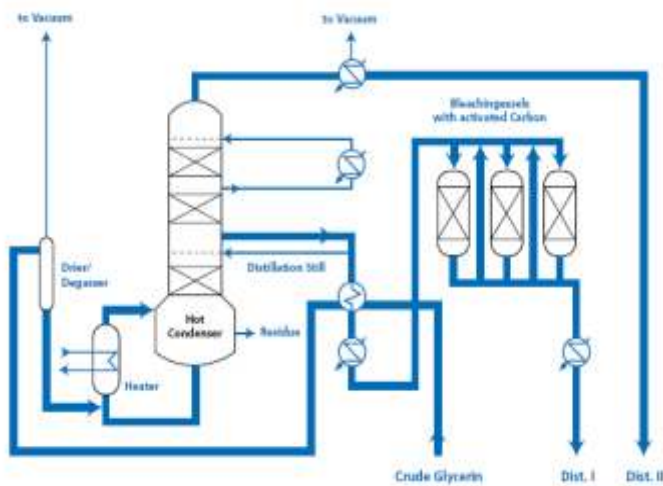 to Vacuum
to Vacuum
Bleachingessels
with activated Carbon
Drier/
Degasser
Distillation Still
Hot
Condenser
Residue
Heater
Crude Glycerin
Dist. I
Dist. II